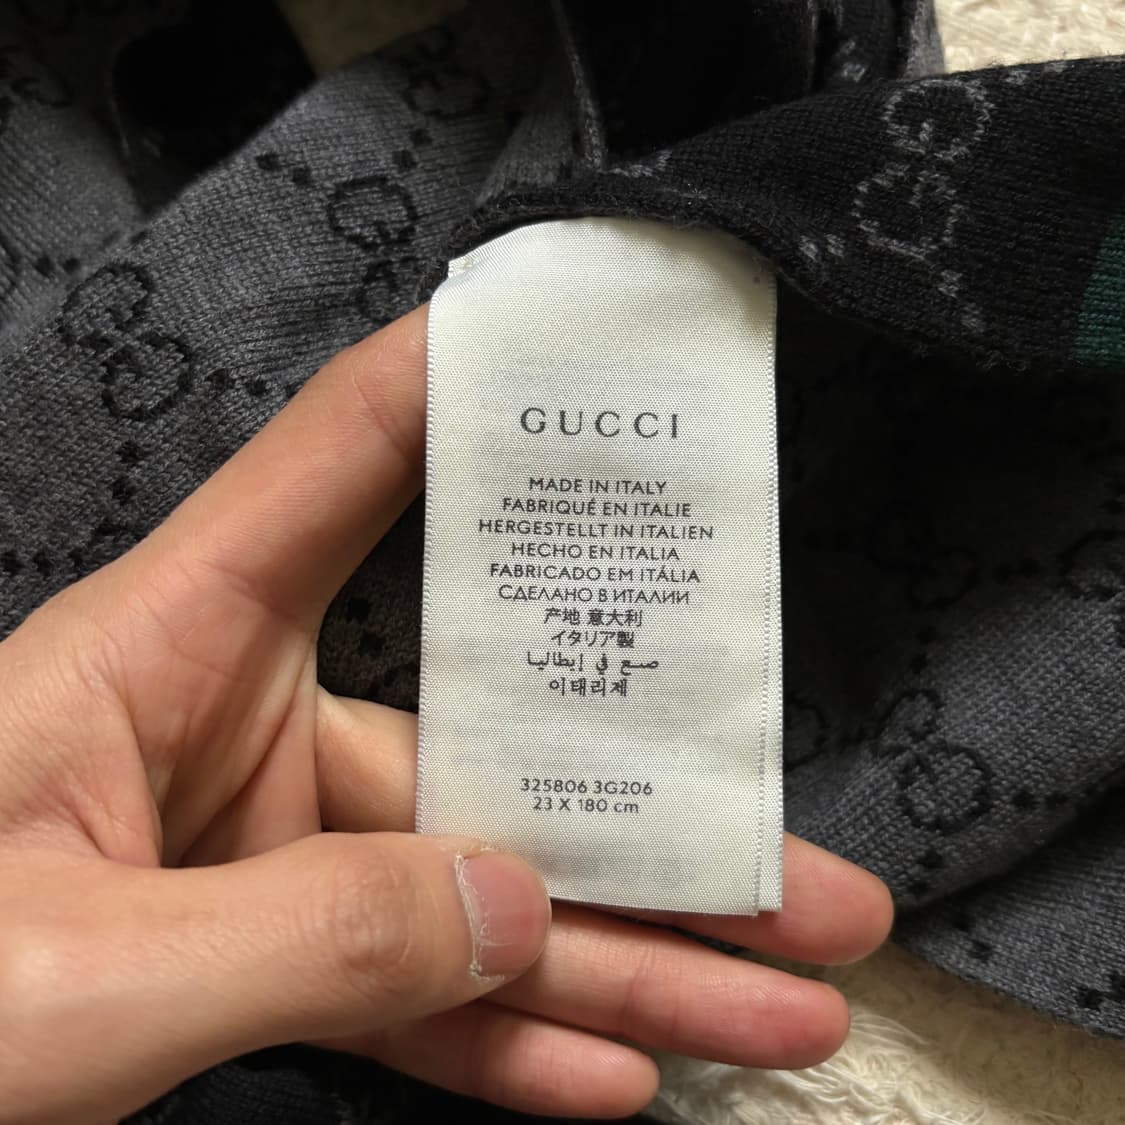 GUCCI
MADE IN ITALY
FABRIQUÉ EN ITALIE
HERGESTELLT IN ITALIEN
HECHO EN ITALIA
FABRICADO EM ITÁLIA
СДЕЛАНО В ИТАЛИИ
产地 意大利
イタリア製
صنع في إيطاليا
이태리제
325806 3G206
23 X 180 cm